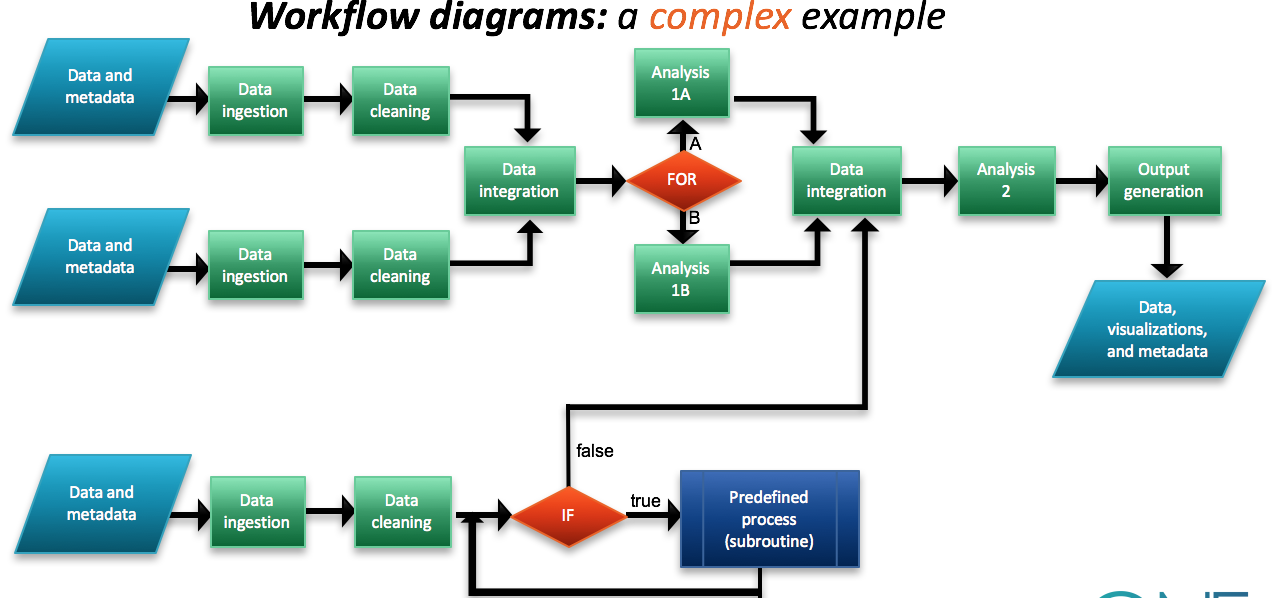 Workflow diagrams: a complex example
Data and
metadata
Data
ingestion
Data
cleaning
Analysis
1A
A
Data
integration
FOR
B
Analysis
1B
Data
integration
Analysis
2
Output
generation
Data and
metadata
Data
ingestion
Data
cleaning
Data,
visualizations,
and metadata
false
Data and
metadata
Data
ingestion
Data
cleaning
IF
true
Predefined
process
(subroutine)